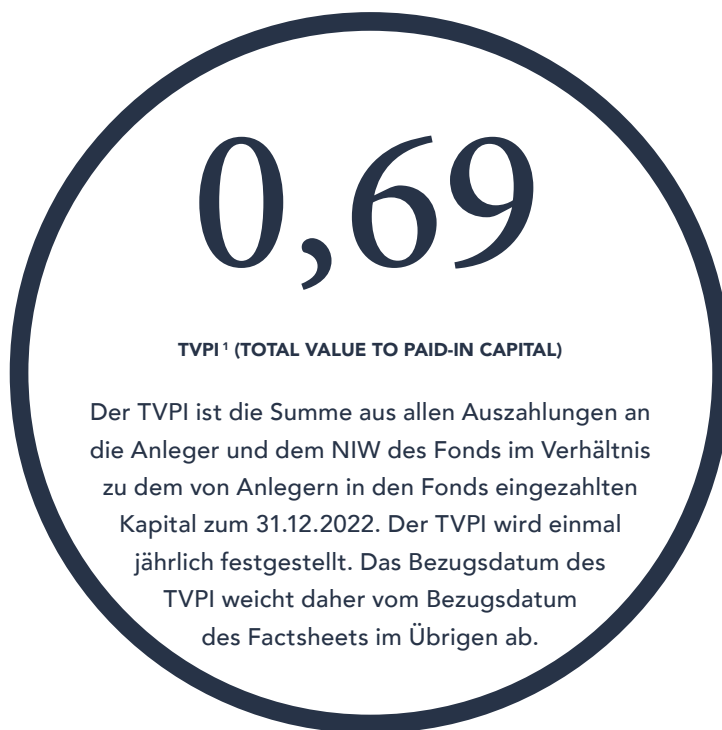 0,69
TVPI ¹ (TOTAL VALUE TO PAID-IN CAPITAL)
Der TVPI ist die Summe aus allen Auszahlungen an
die Anleger und dem NIW des Fonds im Verhältnis
zu dem von Anlegern in den Fonds eingezahlten
Kapital zum 31.12.2022. Der TVPI wird einmal
jährlich festgestellt. Das Bezugsdatum des
TVPI weicht daher vom Bezugsdatum
des Factsheets im Übrigen ab.